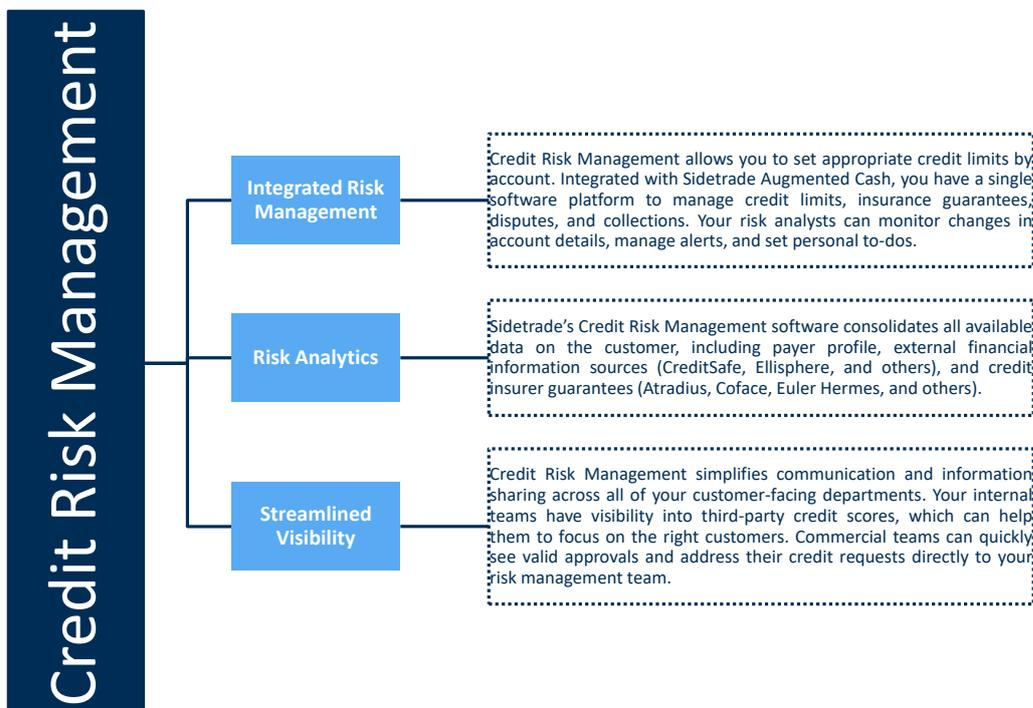 Credit Risk Management
Integrated Risk
Management
Credit Risk Management allows you to set appropriate credit limits by
account. Integrated with Sidetrade Augmented Cash, you have a single
software platform to manage credit limits, insurance guarantees,
disputes, and collections. Your risk analysts can monitor changes in
account details, manage alerts, and set personal to-dos.
Risk Analytics
Sidetrade’s Credit Risk Management software consolidates all available
data on the customer, including payer profile, external financial
information sources (CreditSafe, Ellisphere, and others), and credit
insurer guarantees (Atradius, Coface, Euler Hermes, and others).
Streamlined
Visibility
Credit Risk Management simplifies communication and information
sharing across all of your customer-facing departments. Your internal
teams have visibility into third-party credit scores, which can help
them to focus on the right customers. Commercial teams can quickly
see valid approvals and address their credit requests directly to your
risk management team.